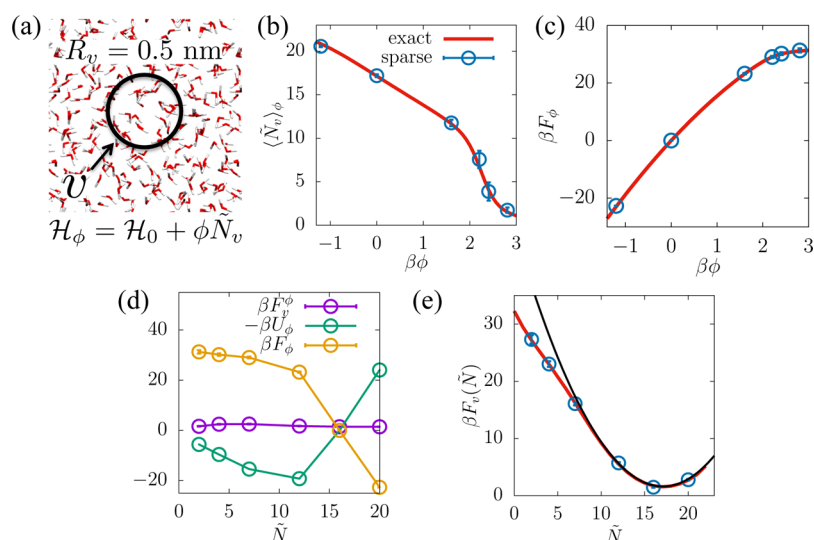 (a)
R_v = 0.5 nm
υ
ℋ_ϕ = ℋ_0 + ϕÑ_v
(b)
exact
sparse
⟨Ñ_v⟩_ϕ
20
15
10
5
0
−1 0 1 2 3
βϕ
(c)
βF_ϕ
40
20
0
−20
−1 0 1 2 3
βϕ
(d)
βF_v^ϕ
−βU_ϕ
βF_ϕ
40
20
0
−20
0 5 10 15 20
Ñ
(e)
βF_v(Ñ)
30
20
10
0
0 5 10 15 20
Ñ